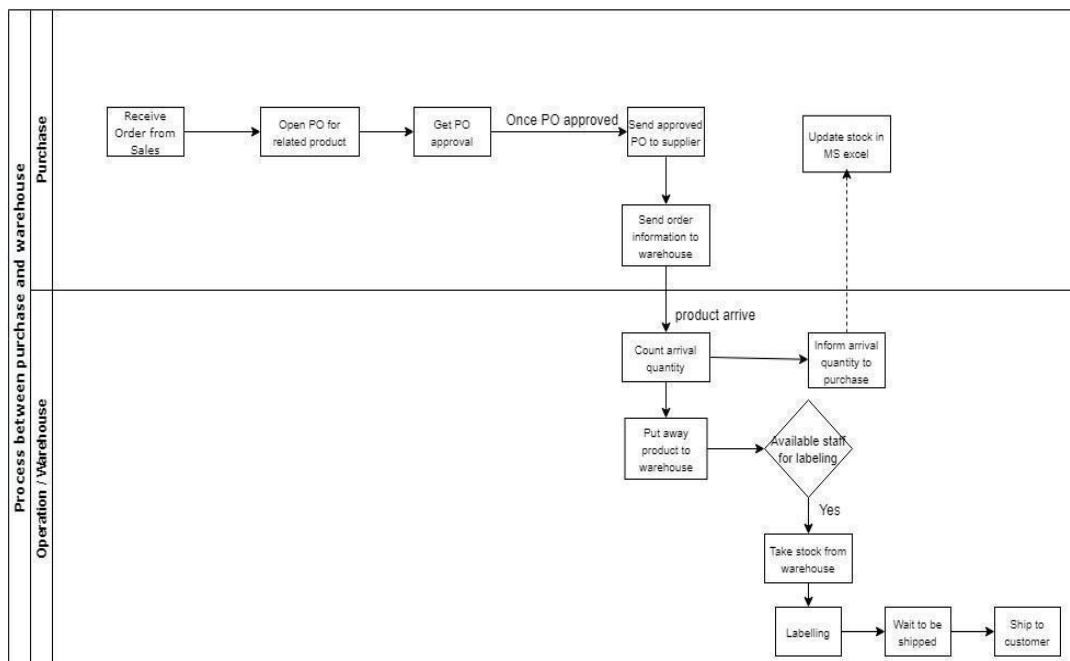 Process between purchase and warehouse
Purchase
Receive
Order from
Sales
Open PO for
related product
Get PO
approval
Once PO approved
Send approved
PO to supplier
Update stock in
MS excel
Send order
information to
warehouse
Operation / Warehouse
product arrive
Count arrival
quantity
Inform arrival
quantity to
purchase
Put away
product to
warehouse
Available staff
for labeling
Yes
Take stock from
warehouse
Labelling
Wait to be
shipped
Ship to
customer